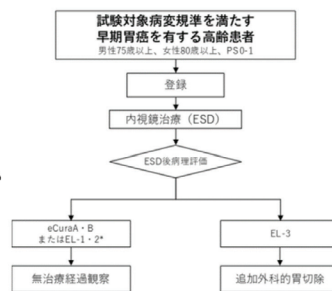 試験対象病変規準を満たす
早期胃癌を有する高齢患者
男性75歳以上、女性80歳以上、PS0-1
登録
内視鏡治療（ESD）
ESD後病理評価
eCuraA・B
またはEL-1・2*
EL-3
無治療経過観察
追加外科的胃切除